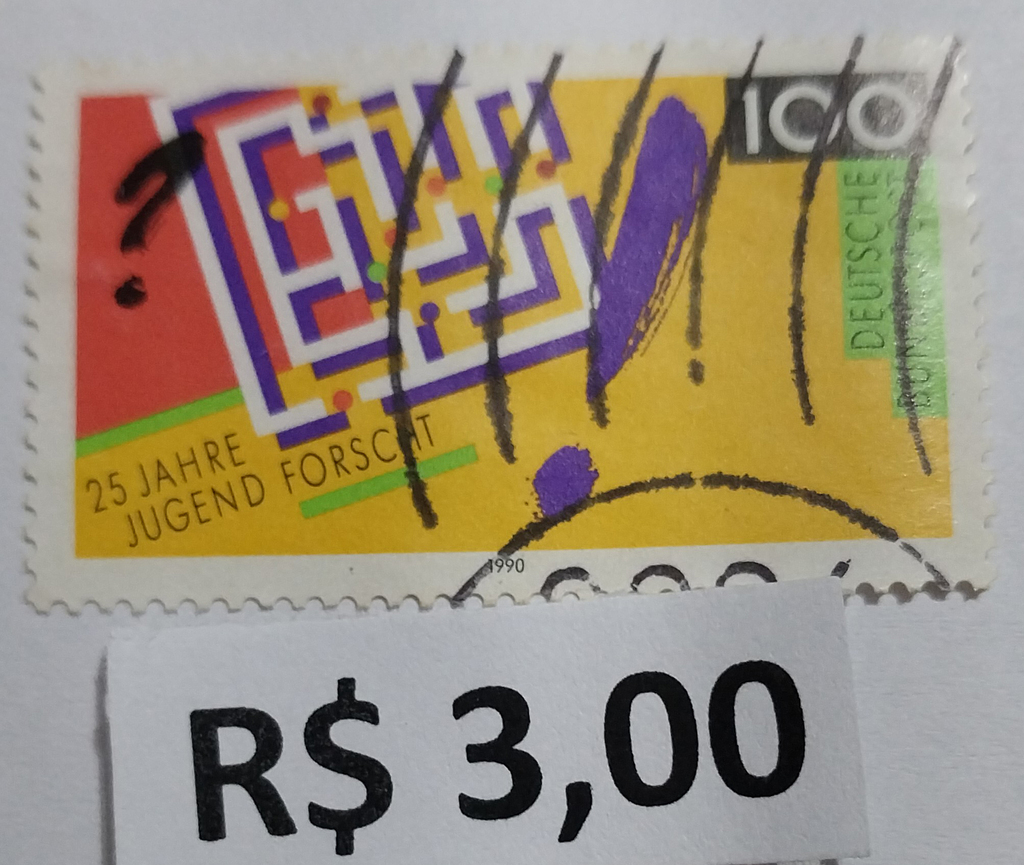 100
DEUTSCHE
25 JAHRE
JUGEND FORSCHT
1990
R$ 3,00